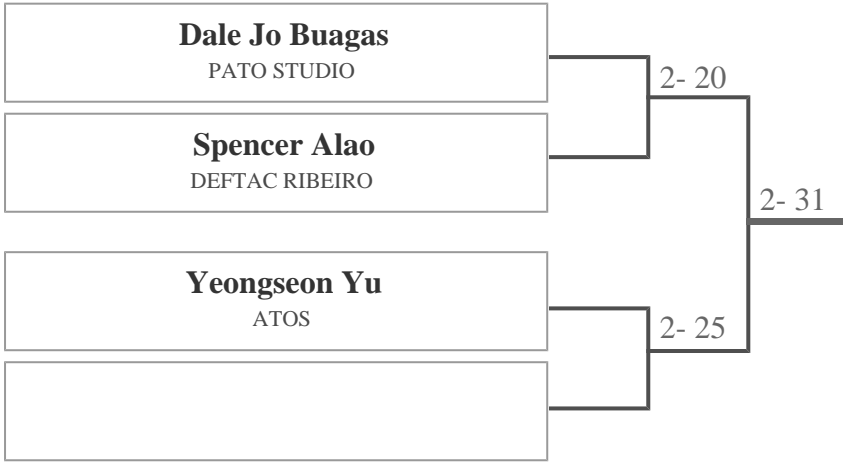 Dale Jo Buagas
PATO STUDIO
2- 20
Spencer Alao
DEFTAC RIBEIRO
2- 31
Yeongseon Yu
ATOS
2- 25